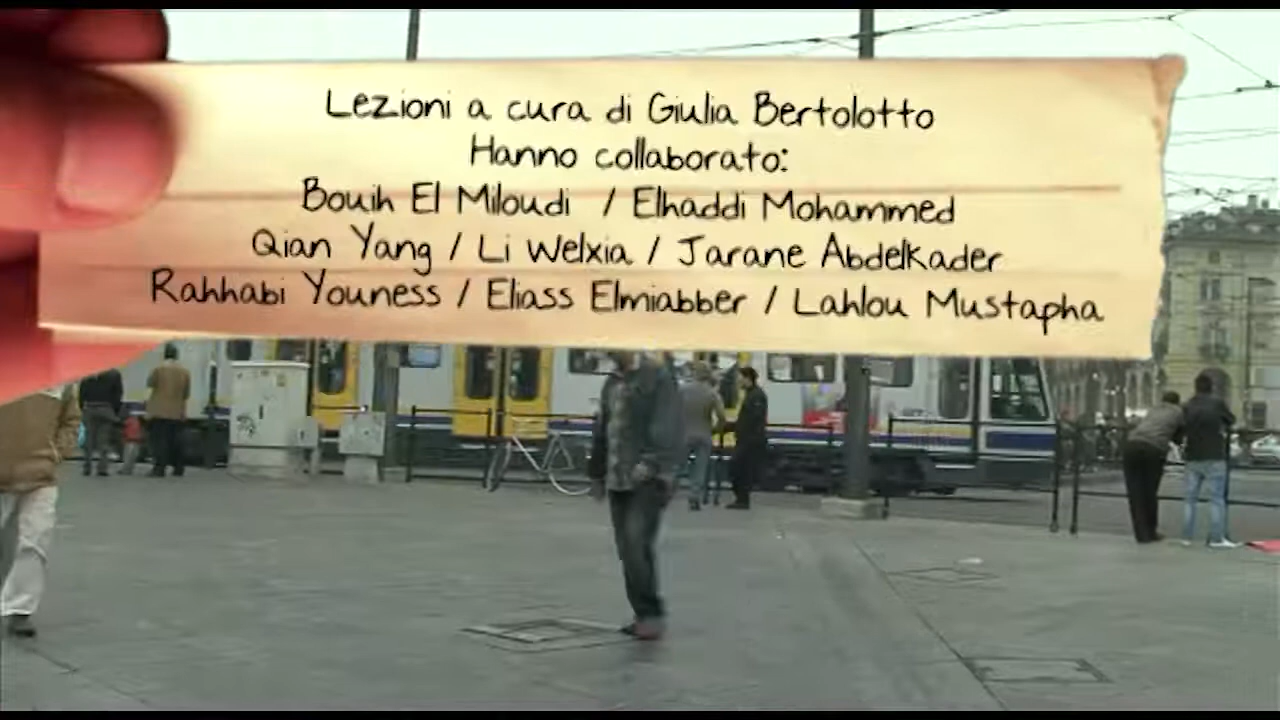 Lezioni a cura di Giulia Bertolotto
Hanno collaborato:
Bouih El Miloudi / Elhaddi Mohammed
Qian Yang / Li Welxia / Jarane Abdelkader
Rahhabi Youness / Eliass Elmiabber / Lahlou Mustapha